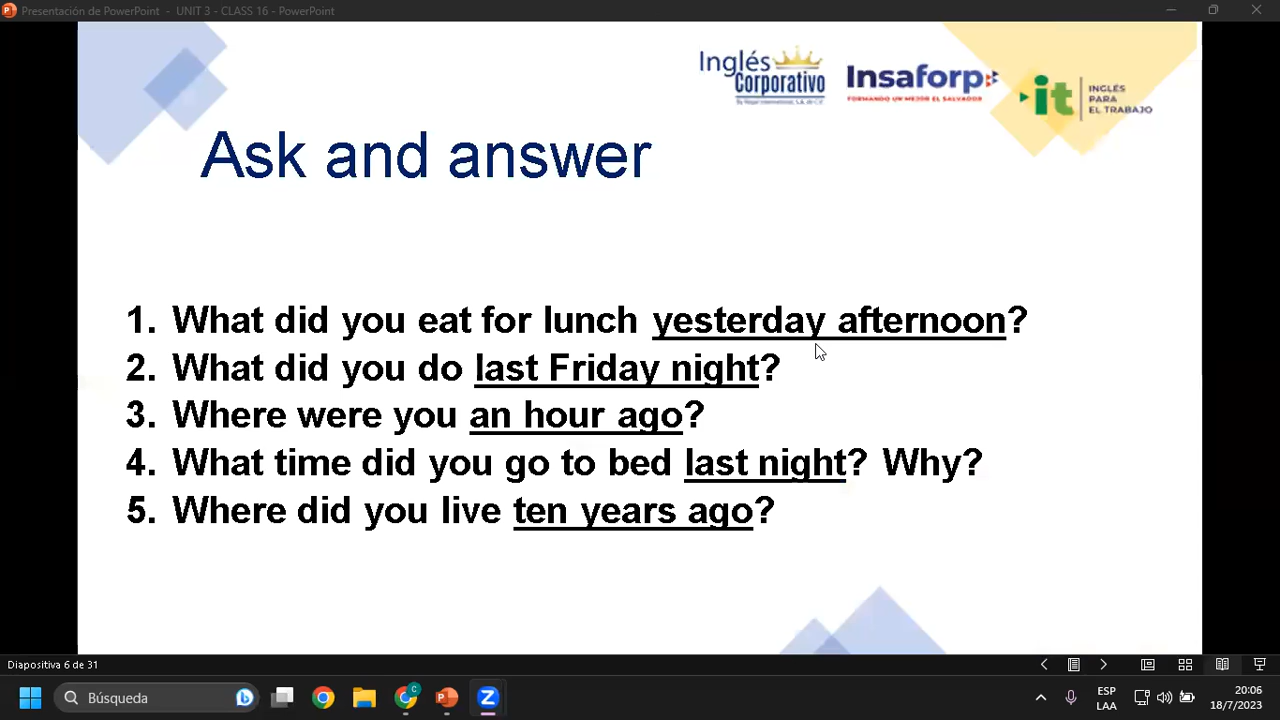 Presentación de PowerPoint - UNIT 3 - CLASS 16 - PowerPoint
Inglés
Corporativo
Insaforp
FORMANDO UN MEJOR EL SALVADOR
it
INGLÉS
PARA
EL TRABAJO
Ask and answer
1. What did you eat for lunch yesterday afternoon?
2. What did you do last Friday night?
3. Where were you an hour ago?
4. What time did you go to bed last night? Why?
5. Where did you live ten years ago?
Diapositiva 6 de 31
Búsqueda
ESP
LAA
20:06
18/7/2023